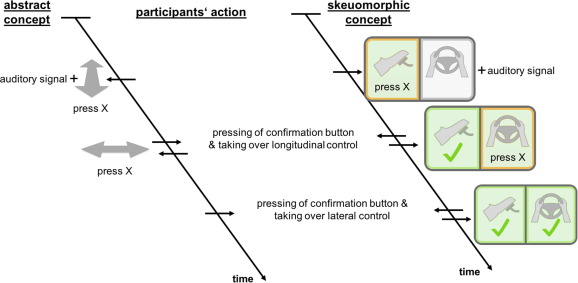 abstract
concept
participants‘ action
skeuomorphic
concept
auditory signal +
press X
press X
+ auditory signal
pressing of confirmation button
& taking over longitudinal control
press X
press X
pressing of confirmation button &
taking over lateral control
time
time